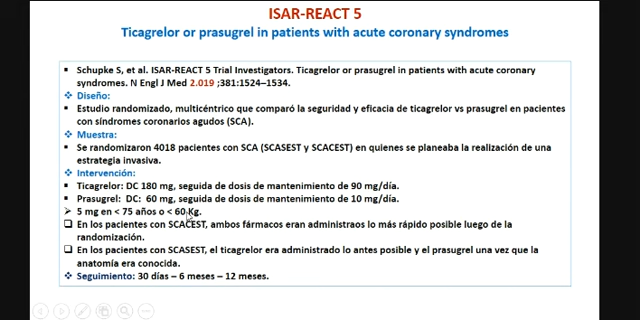 ISAR-REACT 5
Ticagrelor or prasugrel in patients with acute coronary syndromes
▪ Schupke S, et al. ISAR-REACT 5 Trial Investigators. Ticagrelor or prasugrel in patients with acute coronary
syndromes. N Engl J Med 2.019 ;381:1524–1534.
❖ Diseño:
▪ Estudio randomizado, multicéntrico que comparó la seguridad y eficacia de ticagrelor vs prasugrel en pacientes
con síndromes coronarios agudos (SCA).
❖ Muestra:
▪ Se randomizaron 4018 pacientes con SCA (SCASEST y SCACEST) en quienes se planeaba la realización de una
estrategia invasiva.
❖ Intervención:
▪ Ticagrelor: DC 180 mg, seguida de dosis de mantenimiento de 90 mg/día.
▪ Prasugrel: DC: 60 mg, seguida de dosis de mantenimiento de 10 mg/día.
➢ 5 mg en < 75 años o < 60 Kg.
❑ En los pacientes con SCACEST, ambos fármacos eran administraos lo más rápido posible luego de la
randomización.
❑ En los pacientes con SCASEST, el ticagrelor era administrado lo antes posible y el prasugrel una vez que la
anatomía era conocida.
❖ Seguimiento: 30 días – 6 meses – 12 meses.